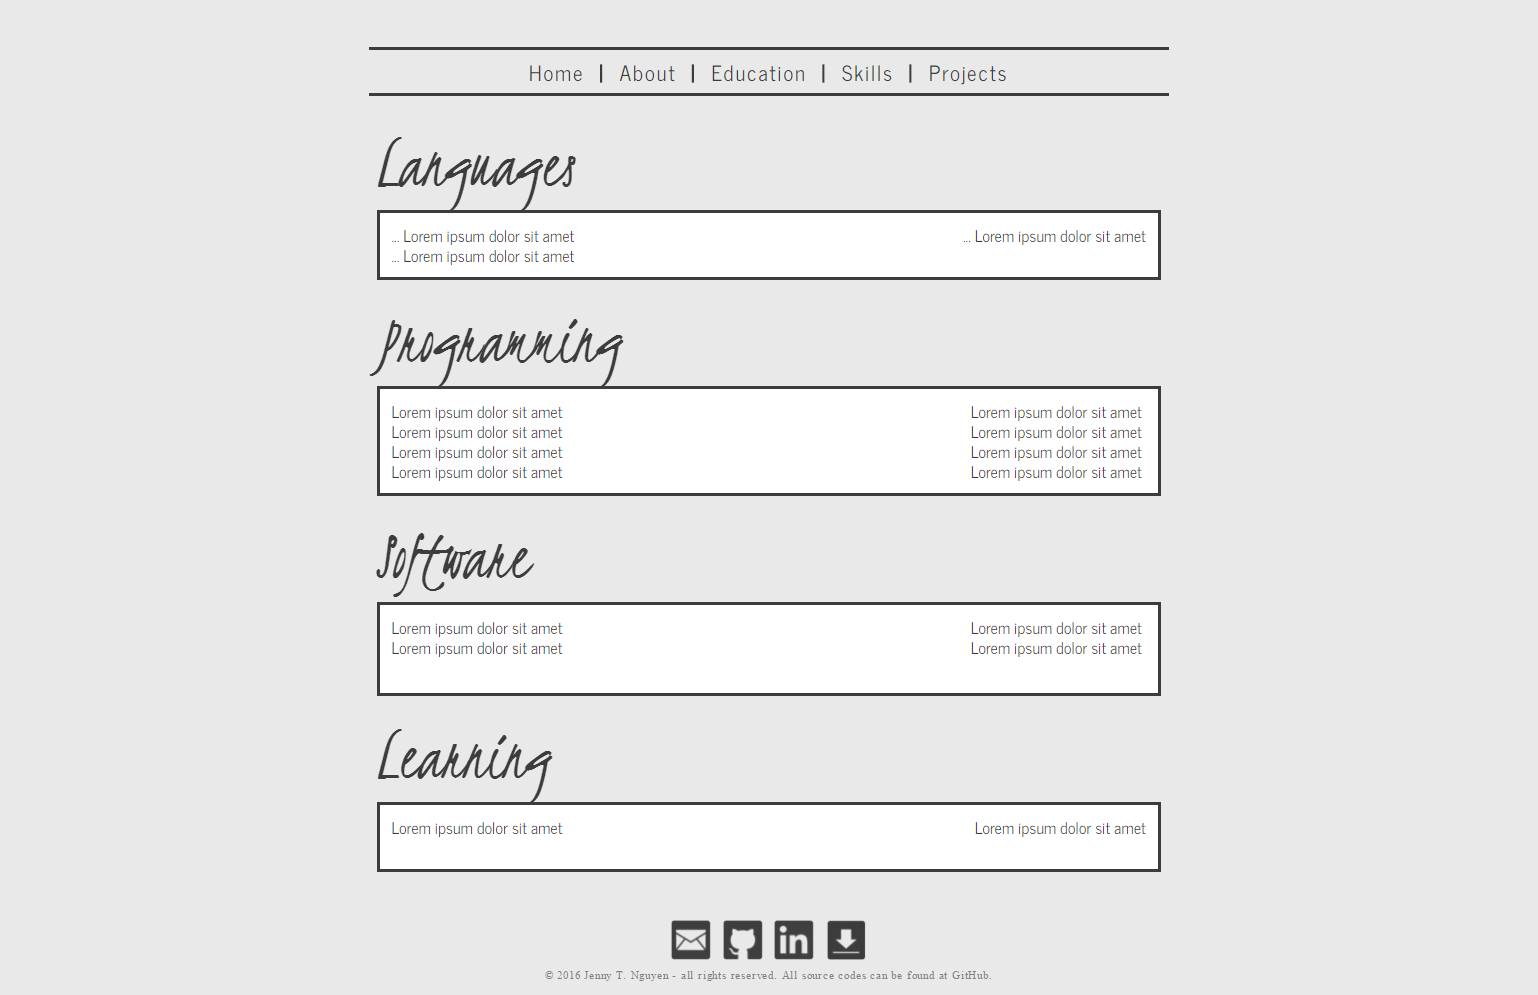 Home | About | Education | Skills | Projects
Languages
... Lorem ipsum dolor sit amet ... Lorem ipsum dolor sit amet
... Lorem ipsum dolor sit amet
Programming
Lorem ipsum dolor sit amet Lorem ipsum dolor sit amet
Lorem ipsum dolor sit amet Lorem ipsum dolor sit amet
Lorem ipsum dolor sit amet Lorem ipsum dolor sit amet
Lorem ipsum dolor sit amet Lorem ipsum dolor sit amet
Software
Lorem ipsum dolor sit amet Lorem ipsum dolor sit amet
Lorem ipsum dolor sit amet Lorem ipsum dolor sit amet
Learning
Lorem ipsum dolor sit amet Lorem ipsum dolor sit amet
in
© 2016 Jenny T. Nguyen - all rights reserved. All source codes can be found at GitHub.